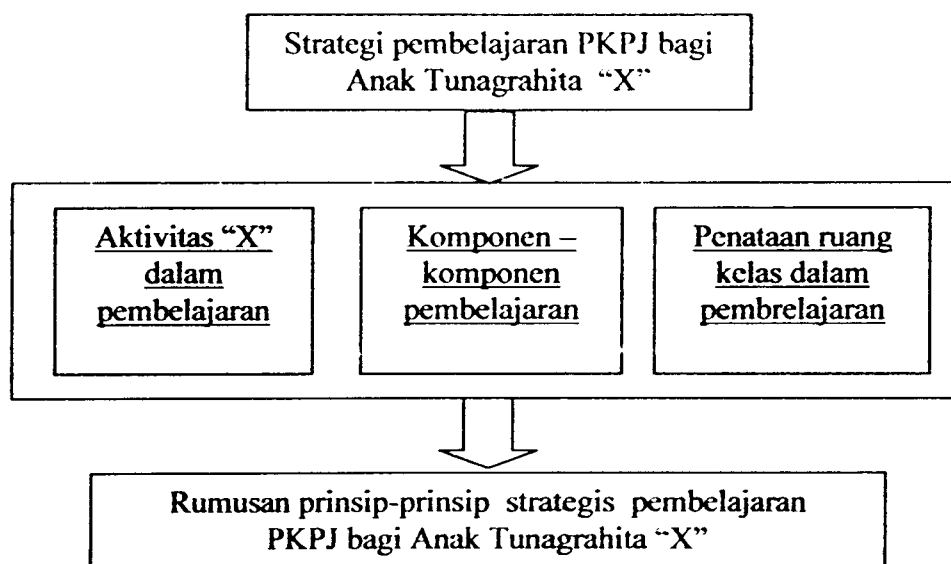 Strategi pembelajaran PKPJ bagi
Anak Tunagrahita “X”
Aktivitas “X”
dalam
pembelajaran
Komponen –
komponen
pembelajaran
Penataan ruang
kelas dalam
pembrelajaran
Rumusan prinsip-prinsip strategis pembelajaran
PKPJ bagi Anak Tunagrahita “X”